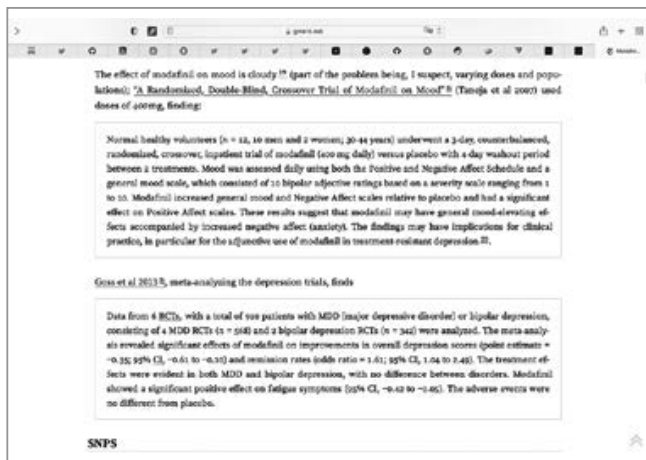 gwern.net
The effect of modafinil on mood is cloudy (part of the problem being, I suspect, varying doses and popu-
lations); "A Randomised, Double-Blind, Crossover Trial of Modafinil on Mood" (Taneja et al 2007) used
doses of 400mg, finding:
Normal healthy volunteers (n = 12, 10 men and 2 women; 30-44 years) underwent a 3-day, counterbalanced,
randomized, crossover, inpatient trial of modafinil (400 mg daily) versus placebo with 4-day washout period
between 2 treatments. Mood was assessed daily using both the Positive and Negative Affect Schedule and a
general mood scale, which consisted of 10 bipolar adjective ratings based on a severity scale ranging from 1
to 10. Modafinil increased general mood and Negative Affect scales relative to placebo and had a significant
effect on Positive Affect scales. These results suggest that modafinil may have general mood-elevating ef-
fects accompanied by increased negative affect (anxiety). The findings may have implications for clinical
practice, in particular for the adjunctive use of modafinil in treatment-resistant depression.
Goss et al 2013, meta-analyzing the depression trials, finds
Data from 6 RCTs, with a total of 910 patients with MDD [major depressive disorder] or bipolar depression,
consisting of 4 MDD RCTs (n = 568) and 2 bipolar depression RCTs (n = 342) were analyzed. The meta-analy-
sis revealed significant effects of modafinil on improvements in overall depression scores (point estimate =
-0.35; 95% CI, -0.61 to -0.10) and remission rates (odds ratio = 1.61; 95% CI, 1.04 to 2.49). The treatment ef-
fects were evident in both MDD and bipolar depression, with no difference between disorders. Modafinil
showed a significant positive effect on fatigue symptoms (95% CI, -0.42 to -0.05). The adverse events were
no different from placebo.
SNPS